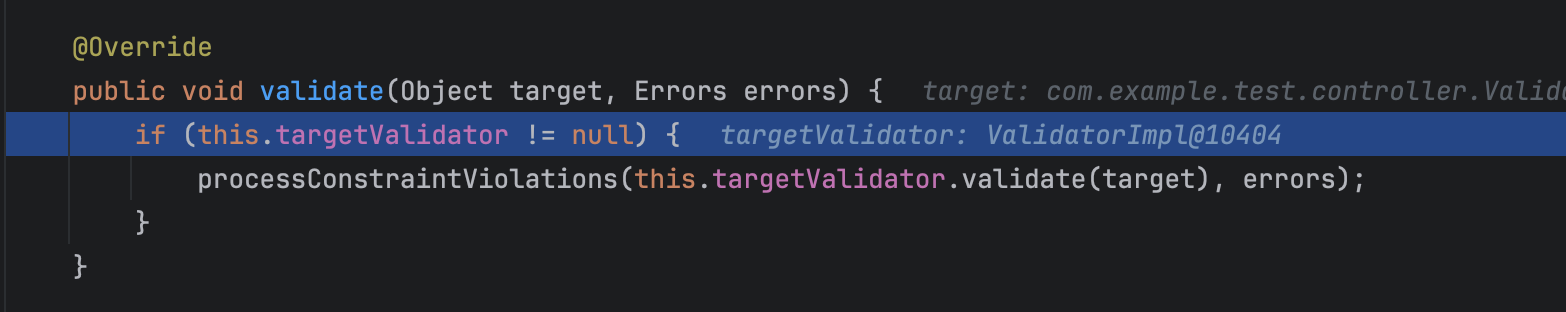 @Override
public void validate(Object target, Errors errors) { target: com.example.test.controller.
if (this.targetValidator != null) { targetValidator: ValidatorImpl@10404
processConstraintViolations(this.targetValidator.validate(target), errors);
}
}